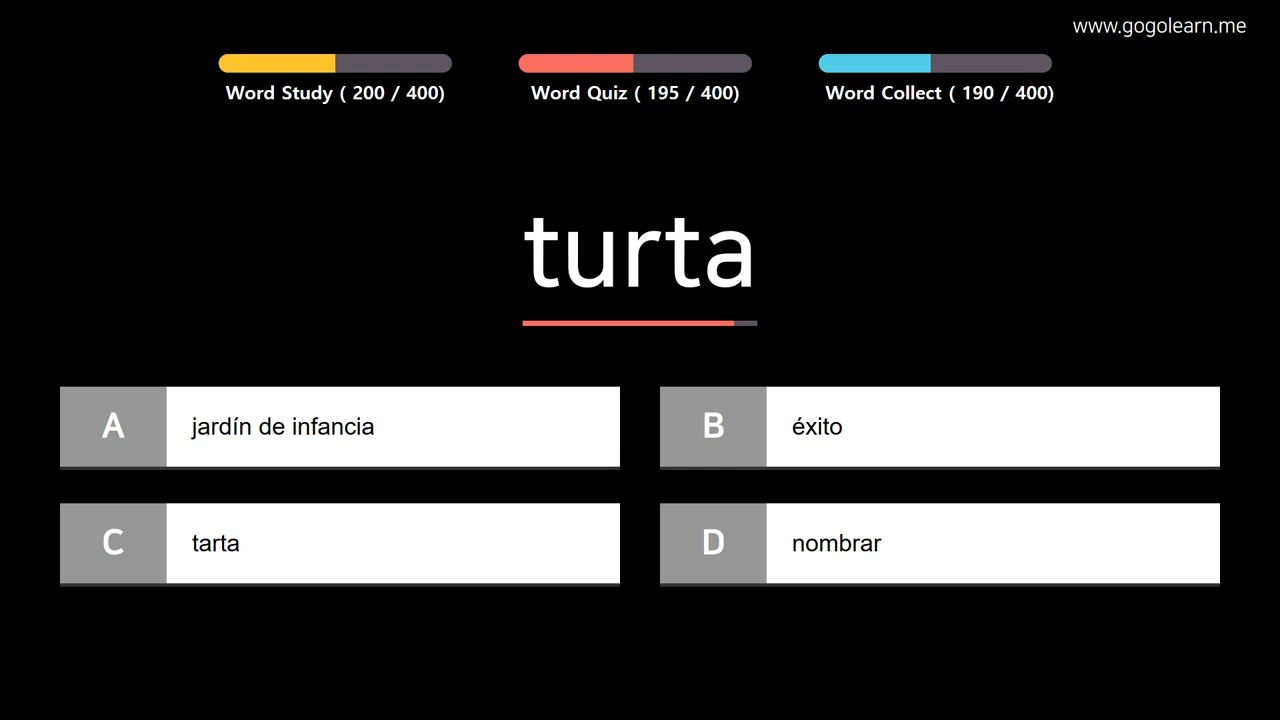 www.gogolearn.me
Word Study ( 200 / 400)
Word Quiz ( 195 / 400)
Word Collect ( 190 / 400)
turta
A
jardín de infancia
B
éxito
C
tarta
D
nombrar